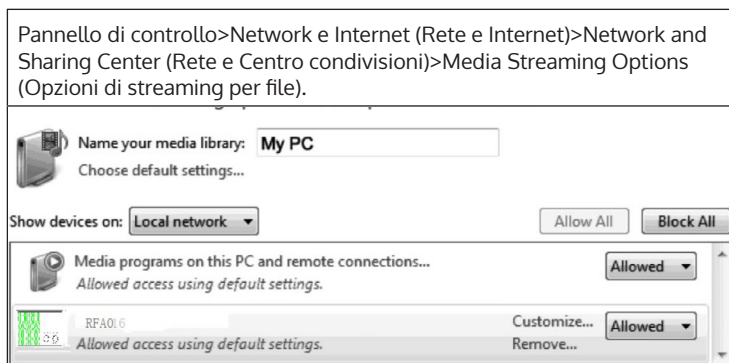 Pannello di controllo>Network e Internet (Rete e Internet)>Network and
Sharing Center (Rete e Centro condivisioni)>Media Streaming Options
(Opzioni di streaming per file).
Name your media library: My PC
Choose default settings...
Show devices on: Local network Allow All Block All
Media programs on this PC and remote connections... Allowed
Allowed access using default settings.
RFA016 Customize... Allowed
Allowed access using default settings. Remove...